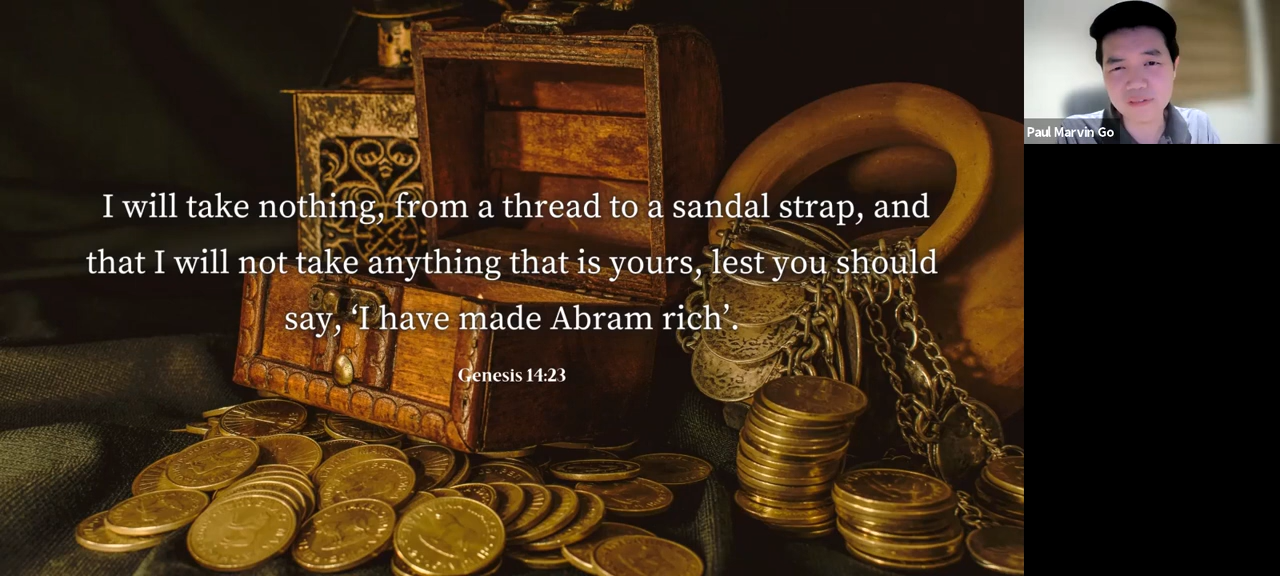 I will take nothing, from a thread to a sandal strap, and
that I will not take anything that is yours, lest you should
say, ‘I have made Abram rich’.
Genesis 14:23
Paul Marvin Go